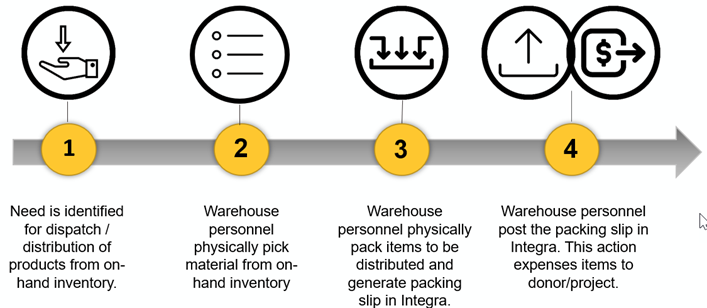 1
2
3
4
Need is identified
for dispatch /
distribution of
products from on-
hand inventory.
Warehouse
personnel
physically pick
material from on-
hand inventory
Warehouse
personnel physically
pack items to be
distributed and
generate packing
slip in Integra.
Warehouse personnel
post the packing slip in
Integra. This action
expenses items to
donor/project.